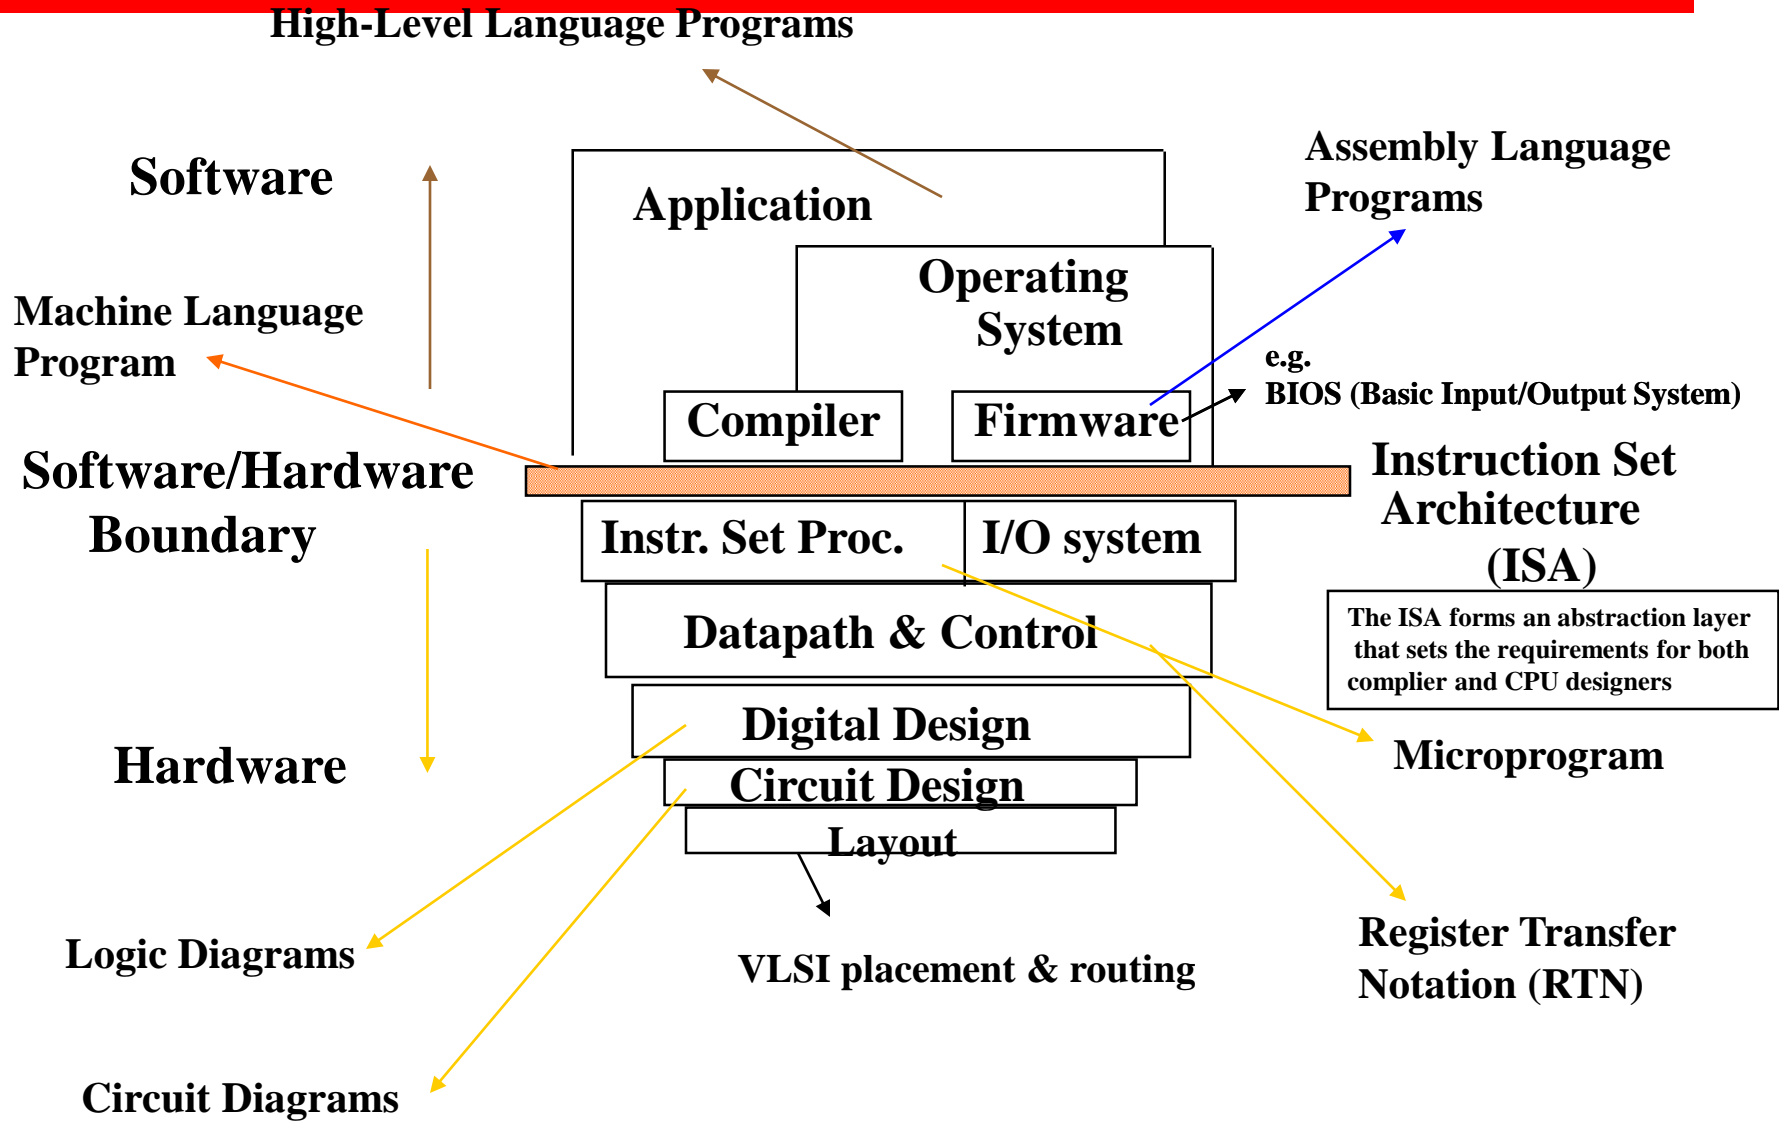 High-Level Language Programs
Software
Application
Assembly Language
Programs
Operating
System
Machine Language
Program
e.g.
BIOS (Basic Input/Output System)
Compiler
Firmware
Software/Hardware
Boundary
Instruction Set
Architecture
(ISA)
Instr. Set Proc.
I/O system
The ISA forms an abstraction layer
that sets the requirements for both
complier and CPU designers
Datapath & Control
Digital Design
Hardware
Microprogram
Circuit Design
Layout
Logic Diagrams
VLSI placement & routing
Register Transfer
Notation (RTN)
Circuit Diagrams